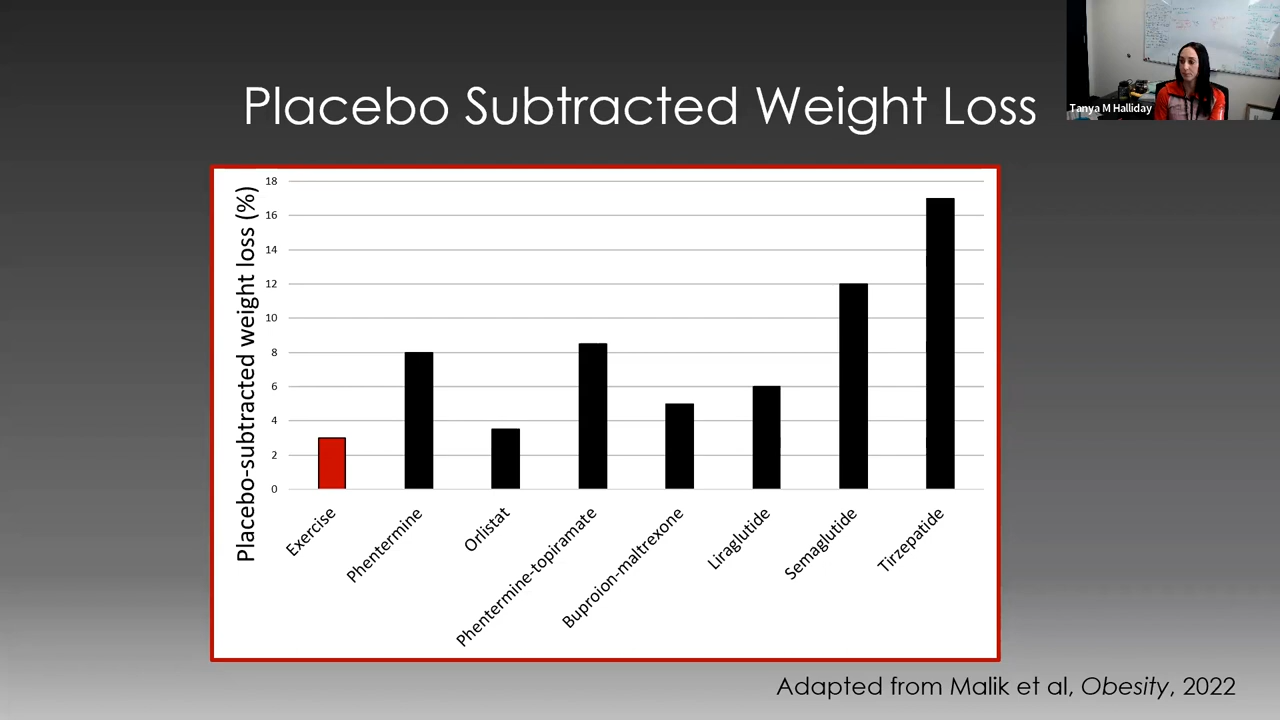 Placebo Subtracted Weight Loss
Tanya M Halliday
Placebo-subtracted weight loss (%)
18
16
14
12
10
8
6
4
2
0
Exercise
Phentermine
Orlistat
Phentermine-topiramate
Buproion-maltrexone
Liraglutide
Semaglutide
Tirzepatide
Adapted from Malik et al, Obesity, 2022